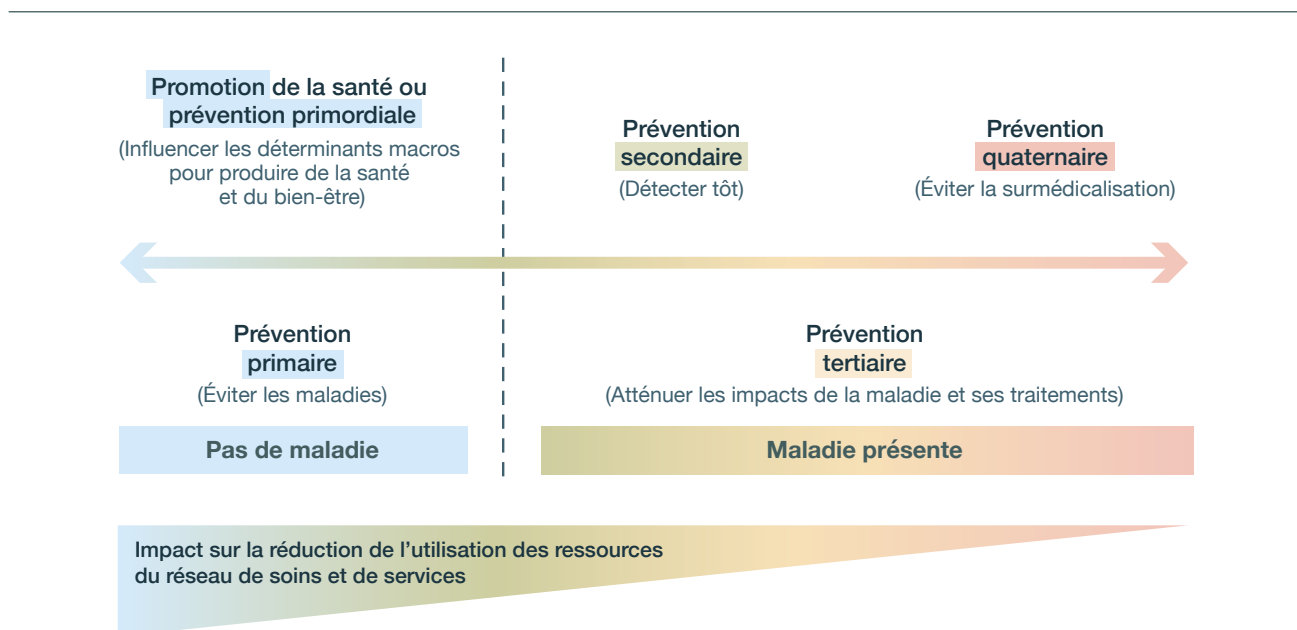 Promotion de la santé ou
prévention primordiale
(Influencer les déterminants macros
pour produire de la santé
et du bien-être)
Prévention
secondaire
(Détecter tôt)
Prévention
quaternaire
(Éviter la surmédicalisation)
Prévention
primaire
(Éviter les maladies)
Prévention
tertiaire
(Atténuer les impacts de la maladie et ses traitements)
Pas de maladie
Maladie présente
Impact sur la réduction de l’utilisation des ressources
du réseau de soins et de services